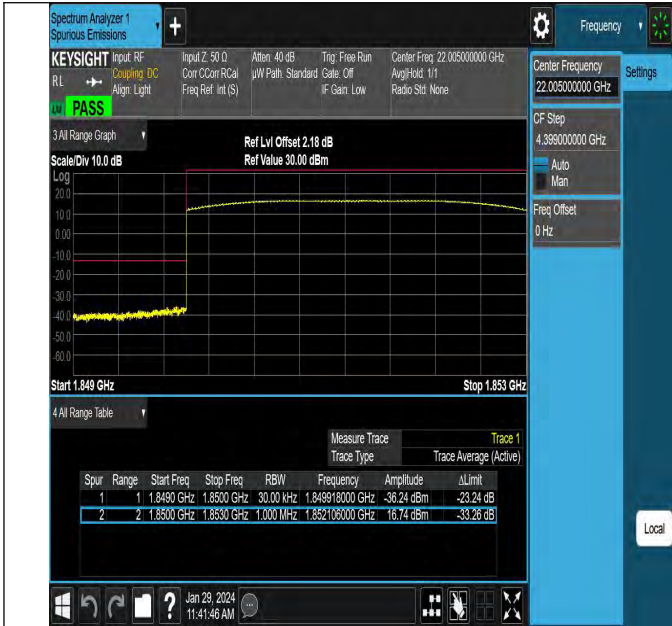 Spectrum Analyzer 1
Spurious Emissions
+
Frequency
KEYSIGHT
RL
Input: RF
Coupling: DC
Align: Light
Input Z: 50 Ω
Corr CCorr RCal
Freq Ref: Int (S)
Atten: 40 dB
µW Path: Standard
Trig: Free Run
Gate: Off
IF Gain: Low
Center Freq: 22.005000000 GHz
Avg|Hold: 1/1
Radio Std: None
PASS
Center Frequency
22.005000000 GHz
Settings
CF Step
4.399000000 GHz
Auto
Man
Freq Offset
0 Hz
3 All Range Graph
Scale/Div 10.0 dB
Ref Lvl Offset 2.18 dB
Ref Value 30.00 dBm
Log
20.0
10.0
0.00
-10.0
-20.0
-30.0
-40.0
-50.0
-60.0
Start 1.849 GHz
Stop 1.853 GHz
4 All Range Table
Measure Trace Trace 1
Trace Type Trace Average (Active)
Spur Range Start Freq Stop Freq RBW Frequency Amplitude ΔLimit
1 1 1.8490 GHz 1.8500 GHz 30.00 kHz 1.849918000 GHz -36.24 dBm -23.24 dB
2 2 1.8500 GHz 1.8530 GHz 1.000 MHz 1.852106000 GHz 16.74 dBm -33.26 dB
Local
?
Jan 29, 2024
11:41:46 AM